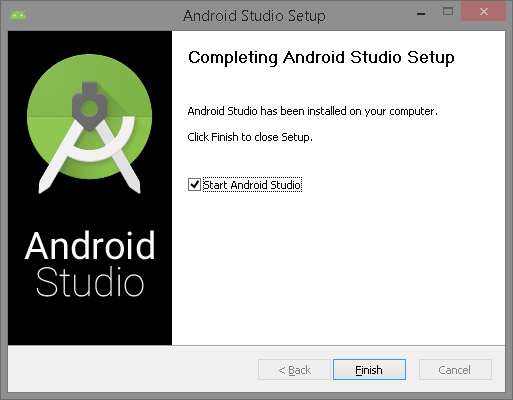 Android Studio Setup
Completing Android Studio Setup
Android Studio has been installed on your computer.
Click Finish to close Setup.
Start Android Studio
Android
Studio
< Back
Finish
Cancel